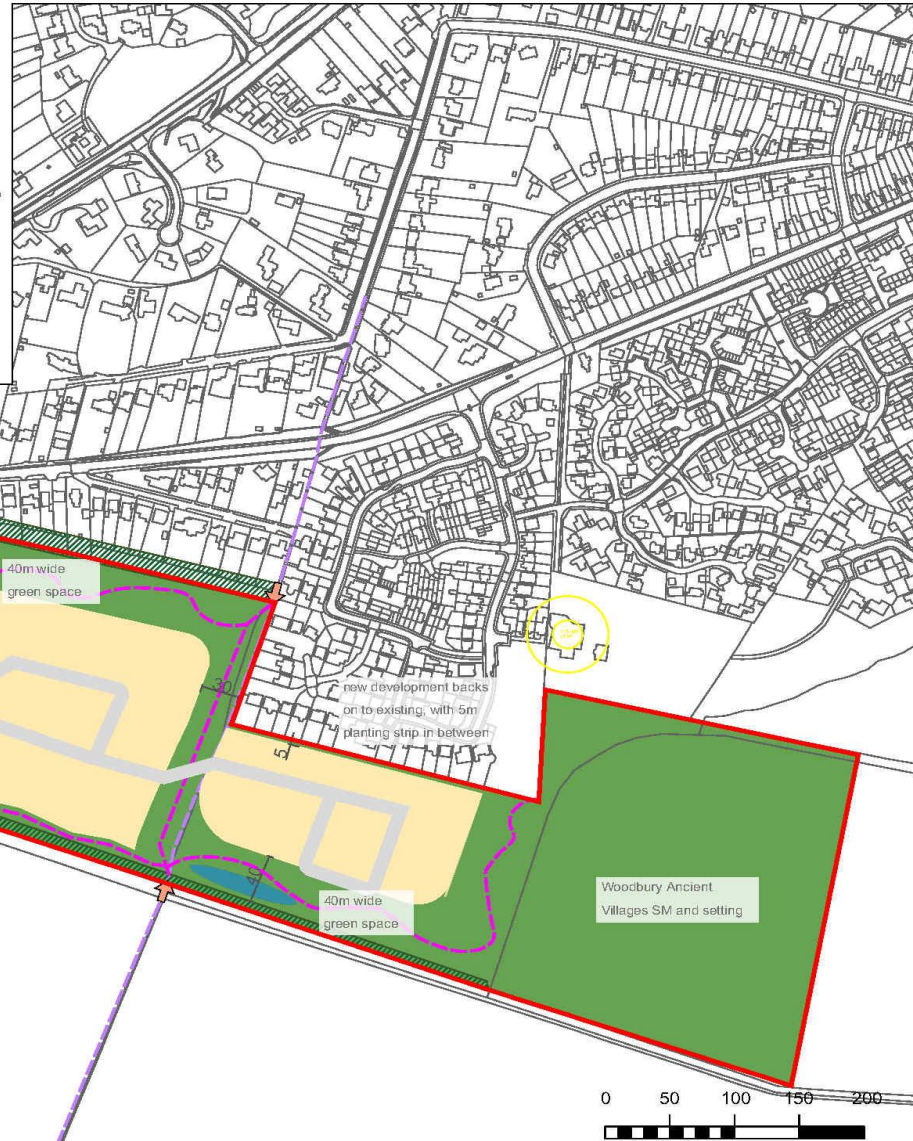 40m wide
green space
30
new development backs
on to existing, with 5m
planting strip in between
5
40
40m wide
green space
Woodbury Ancient
Villages SM and setting
0 50 100 150 200